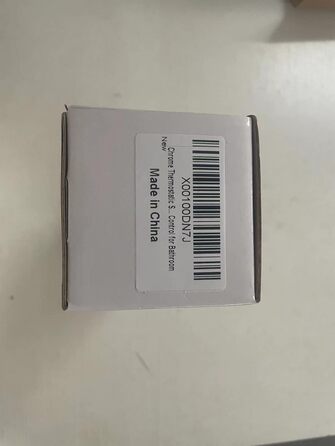 X00100DN7J
Chrome Thermostatic S... Control for Bathroom
New
Made in China